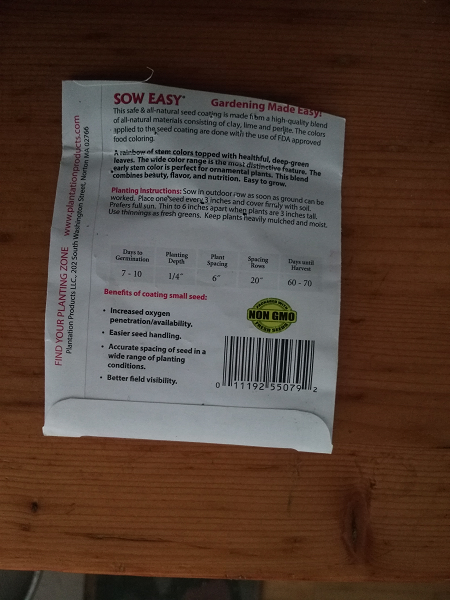 SOW EASY™ Gardening Made Easy!
This safe & all-natural seed coating is made from a high-quality blend
of all-natural materials consisting of clay, lime and perlite. The colors
applied to the seed coating are done with the use of FDA approved
food coloring.
A rainbow of stem colors topped with healthful, deep-green
leaves. The wide color range is the most distinctive feature. The
early stem color is perfect for ornamental plants. This blend
combines beauty, flavor, and nutrition. Easy to grow.
Planting Instructions: Sow in outdoor row as soon as ground can be
worked. Place one seed every 3 inches and cover firmly with soil.
Prefers full sun. Thin to 6 inches apart when plants are 3 inches tall.
Use thinnings as fresh greens. Keep plants heavily mulched and moist.
Days to Germination Planting Depth Plant Spacing Spacing Rows Days until Harvest
7 - 10 1/4" 6" 20" 60 - 70
Benefits of coating small seed:
• Increased oxygen
penetration/availability.
• Easier seed handling.
• Accurate spacing of seed in a
wide range of planting
conditions.
• Better field visibility.
NON GMO
0 11192 55079 2
FIND YOUR PLANTING ZONE www.plantationproducts.com
Plantation Products LLC., 202 South Washington Street, Norton MA 02766